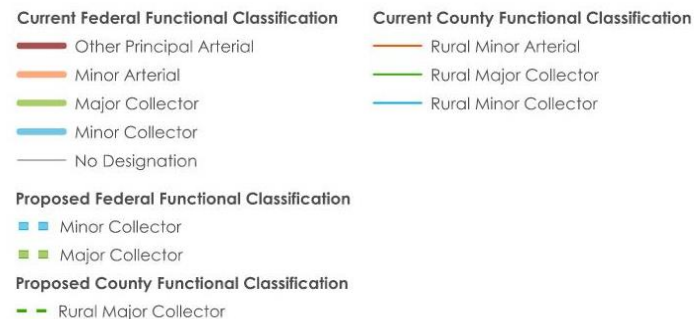 Current Federal Functional Classification
Other Principal Arterial
Minor Arterial
Major Collector
Minor Collector
No Designation
Current County Functional Classification
Rural Minor Arterial
Rural Major Collector
Rural Minor Collector
Proposed Federal Functional Classification
Minor Collector
Major Collector
Proposed County Functional Classification
Rural Major Collector